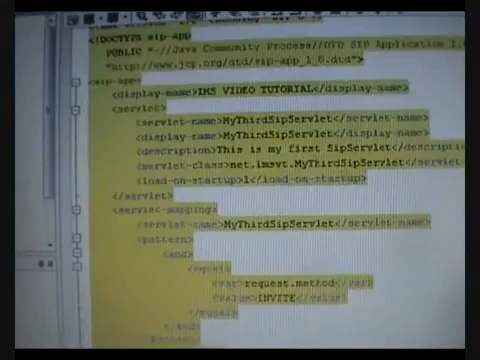 <!DOCTYPE sip-app
PUBLIC "-//Java Community Process//DTD SIP Application 1.0
"http://www.jcp.org/dtd/sip-app_1_0.dtd">
<sip-app>
<display-name>IMS VIDEO TUTORIAL</display-name>
<servlet>
<servlet-name>MyThirdSipServlet</servlet-name>
<display-name>MyThirdSipServlet</display-name>
<description>This is my first SipServlet</description
<servlet-class>net.imsvt.MyThirdSipServlet</servlet
<load-on-startup>1</load-on-startup>
</servlet>
<servlet-mapping>
<servlet-name>MyThirdSipServlet</servlet-name>
<pattern>
<and>
<equal>
<var>request.method</var>
<value>INVITE</value>
</equal>
</and>